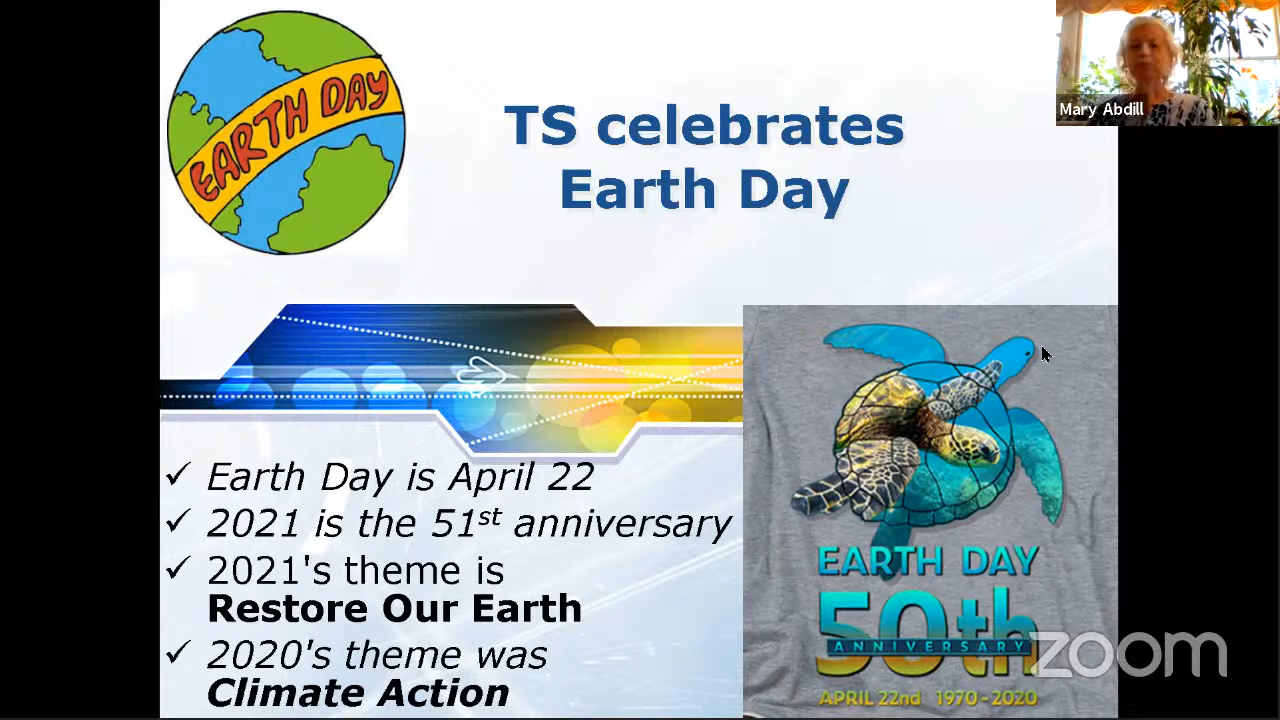 EARTH DAY
TS celebrates
Earth Day
Mary Abdill
✓ Earth Day is April 22
✓ 2021 is the 51st anniversary
✓ 2021's theme is
Restore Our Earth
✓ 2020's theme was
Climate Action
EARTH DAY
50th
ANNIVERSARY
APRIL 22nd 1970-2020
zoom